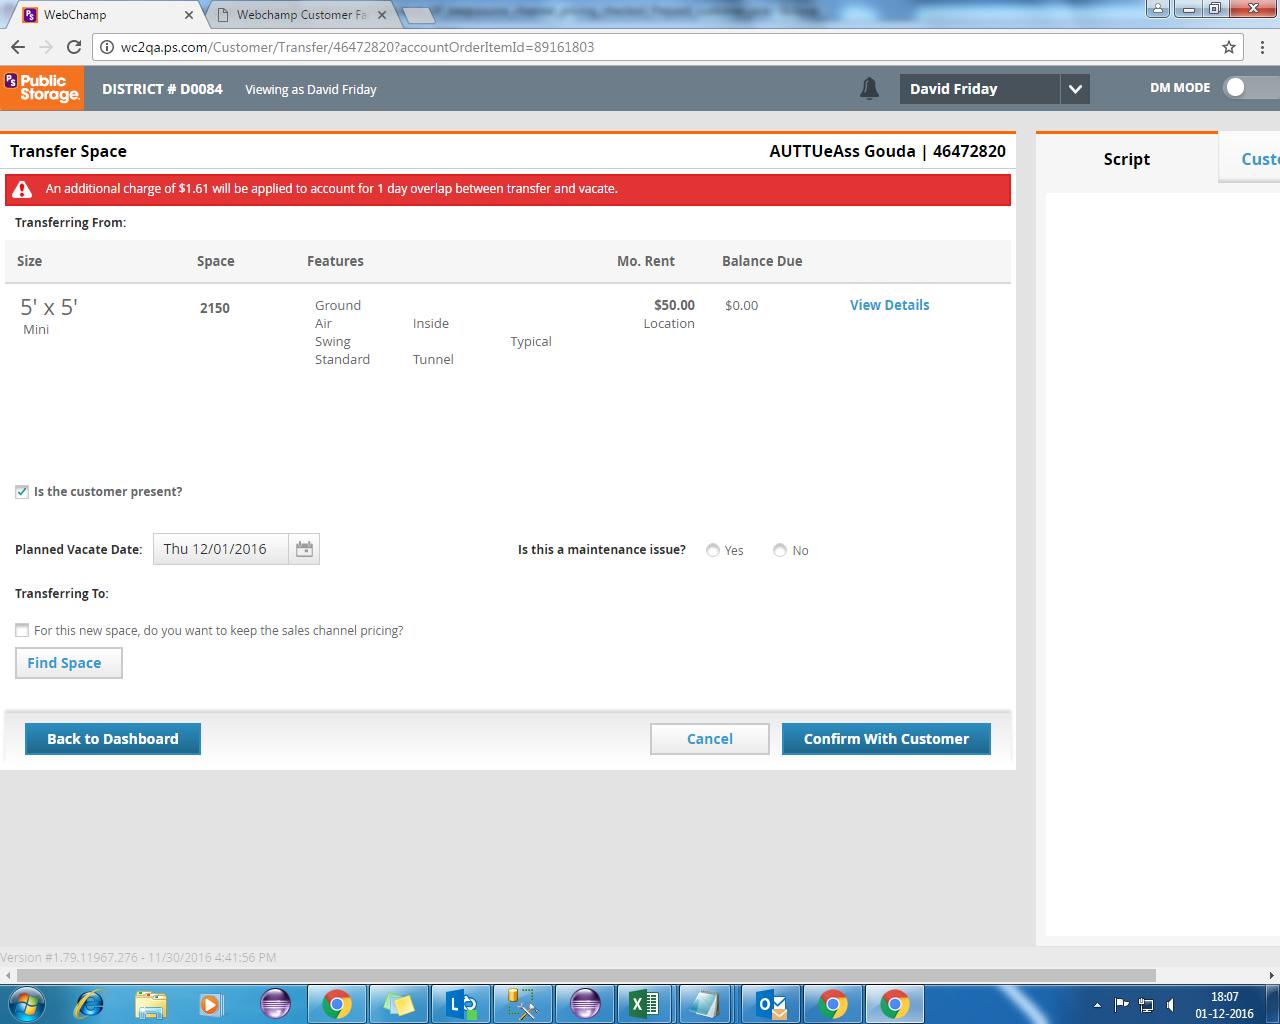 WebChamp
Webchamp Customer Fa
wc2qa.ps.com/Customer/Transfer/46472820?accountOrderItemId=89161803
PS Public Storage.
DISTRICT # D0084 Viewing as David Friday
David Friday
DM MODE
Transfer Space
AUTTUeAss Gouda | 46472820
Script
Custo
An additional charge of $1.61 will be applied to account for 1 day overlap between transfer and vacate.
Transferring From:
Size Space Features Mo. Rent Balance Due
5' x 5' 2150 Ground $50.00 $0.00 View Details
Mini Air Inside Location
Swing Typical
Standard Tunnel
Is the customer present?
Planned Vacate Date: Thu 12/01/2016 Is this a maintenance issue? Yes No
Transferring To:
For this new space, do you want to keep the sales channel pricing?
Find Space
Back to Dashboard Cancel Confirm With Customer
Version #1.79.11967.276 - 11/30/2016 4:41:56 PM
18:07
01-12-2016